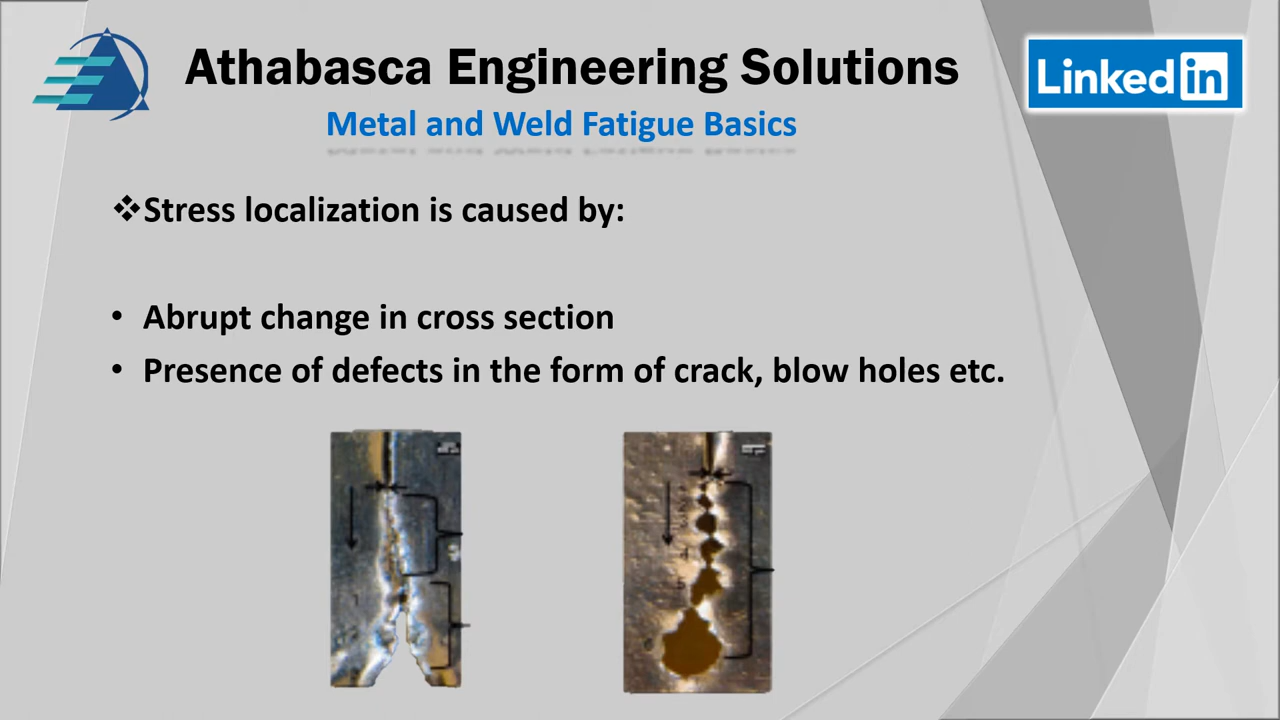 Athabasca Engineering Solutions
LinkedIn
Metal and Weld Fatigue Basics
❖Stress localization is caused by:
• Abrupt change in cross section
• Presence of defects in the form of crack, blow holes etc.